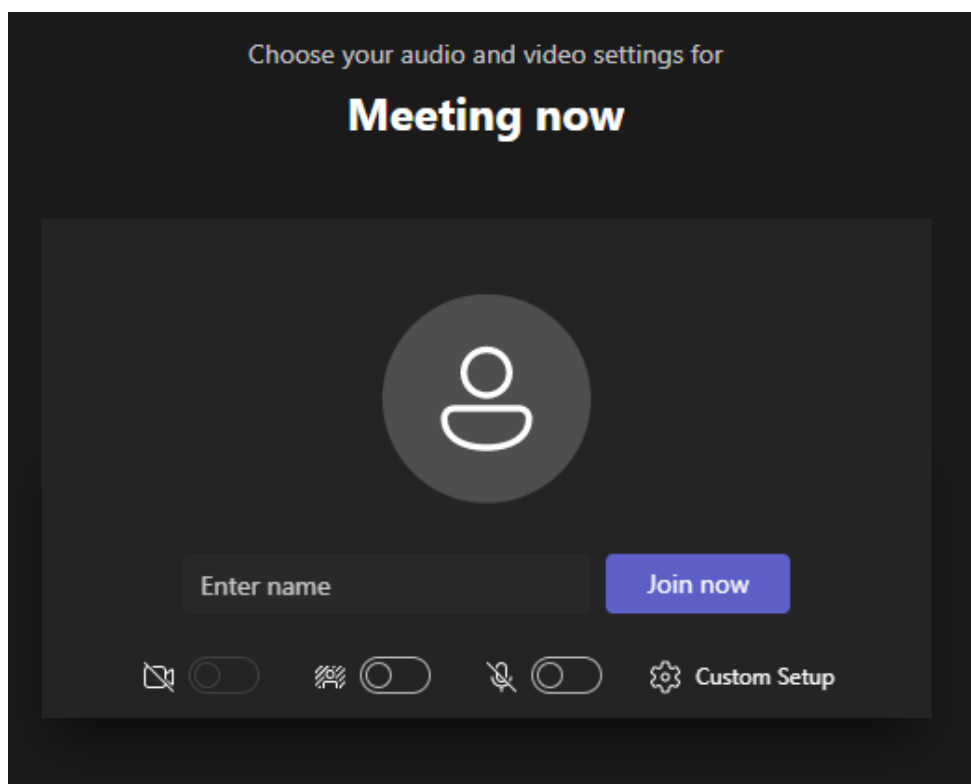 Choose your audio and video settings for
Meeting now
Enter name
Join now
Custom Setup